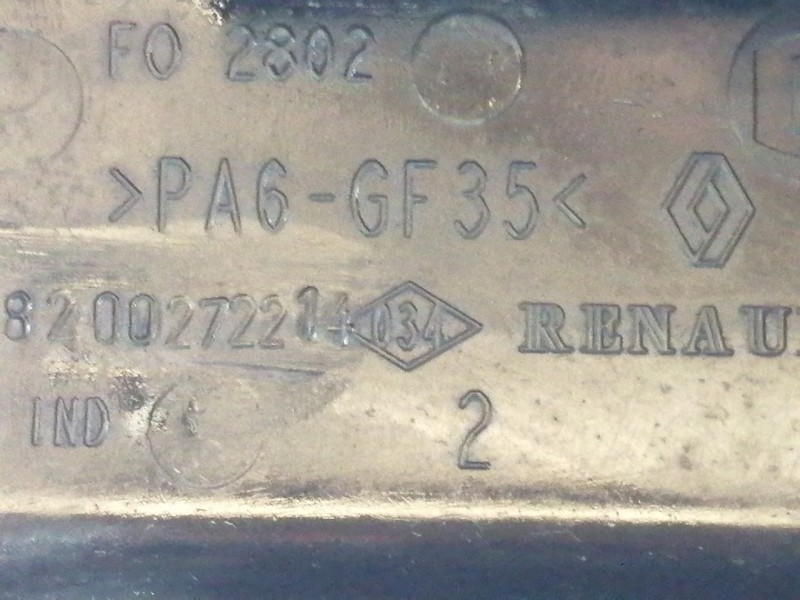 FO 2802
>PA6-GF35<
8200272214 034 RENAU
IND 2